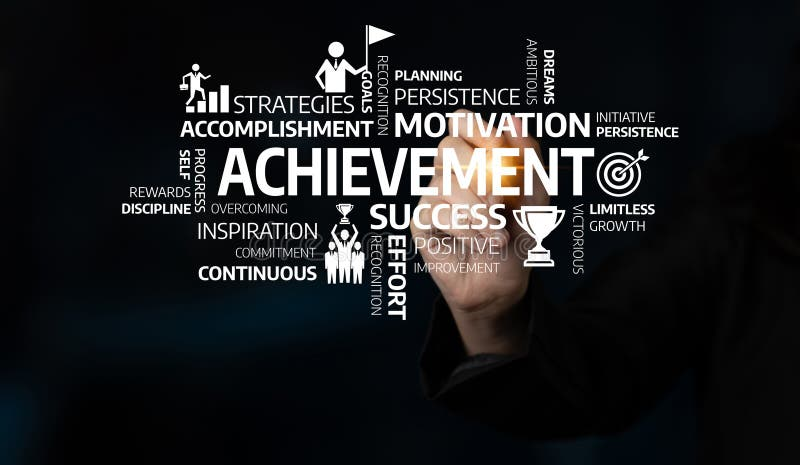 DREAMS
AMBITIOUS
GOALS
RECOGNITION
PLANNING
STRATEGIES
PERSISTENCE
ACCOMPLISHMENT
MOTIVATION
INITIATIVE
PERSISTENCE
SELF
PROGRESS
ACHIEVEMENT
REWARDS
DISCIPLINE
OVERCOMING
SUCCESS
VICTORIOUS
LIMITLESS
GROWTH
INSPIRATION
RECOGNITION
EFFORT
POSITIVE
COMMITMENT
IMPROVEMENT
CONTINUOUS